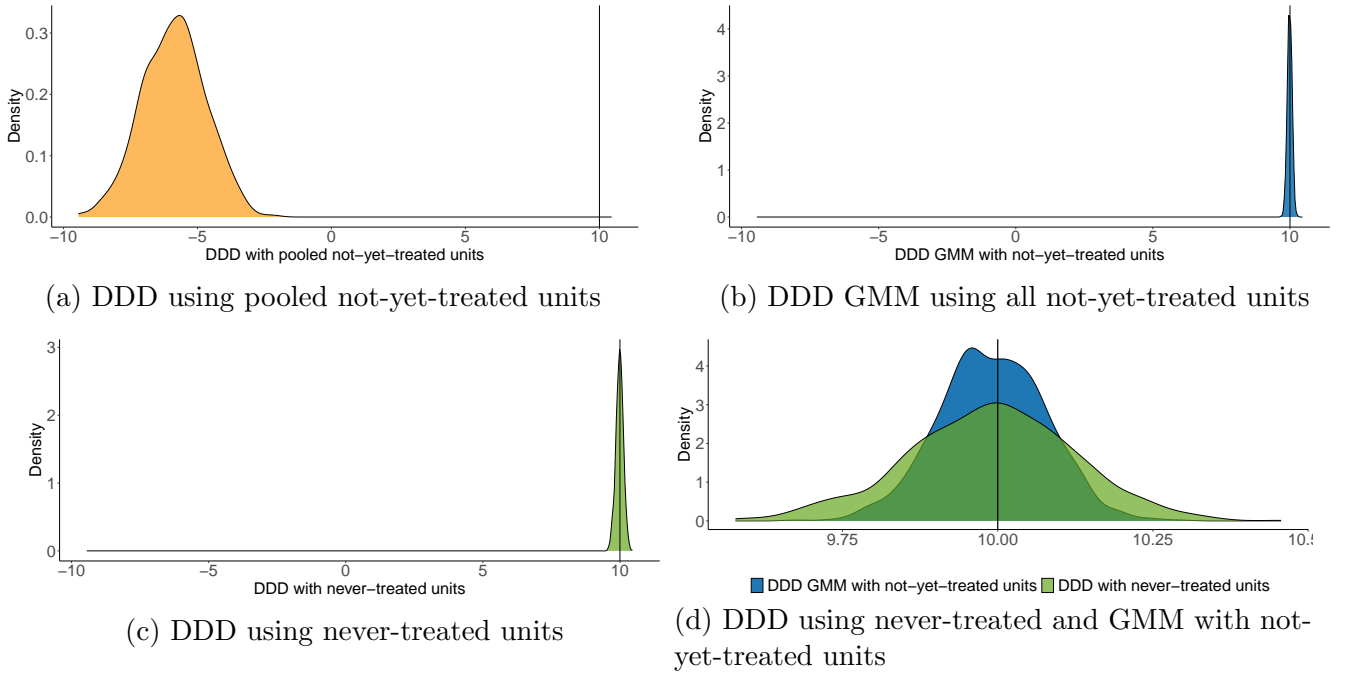 0.3
0.2
0.1
0.0
Density
−10 −5 0 5 10
DDD with pooled not−yet−treated units
(a) DDD using pooled not-yet-treated units
4
3
2
1
0
Density
−10 −5 0 5 10
DDD GMM with not−yet−treated units
(b) DDD GMM using all not-yet-treated units
3
2
1
0
Density
−10 −5 0 5 10
DDD with never−treated units
(c) DDD using never-treated units
4
3
2
1
0
Density
9.75 10.00 10.25
DDD GMM with not−yet−treated units DDD with never−treated units
(d) DDD using never-treated and GMM with not-
yet-treated units